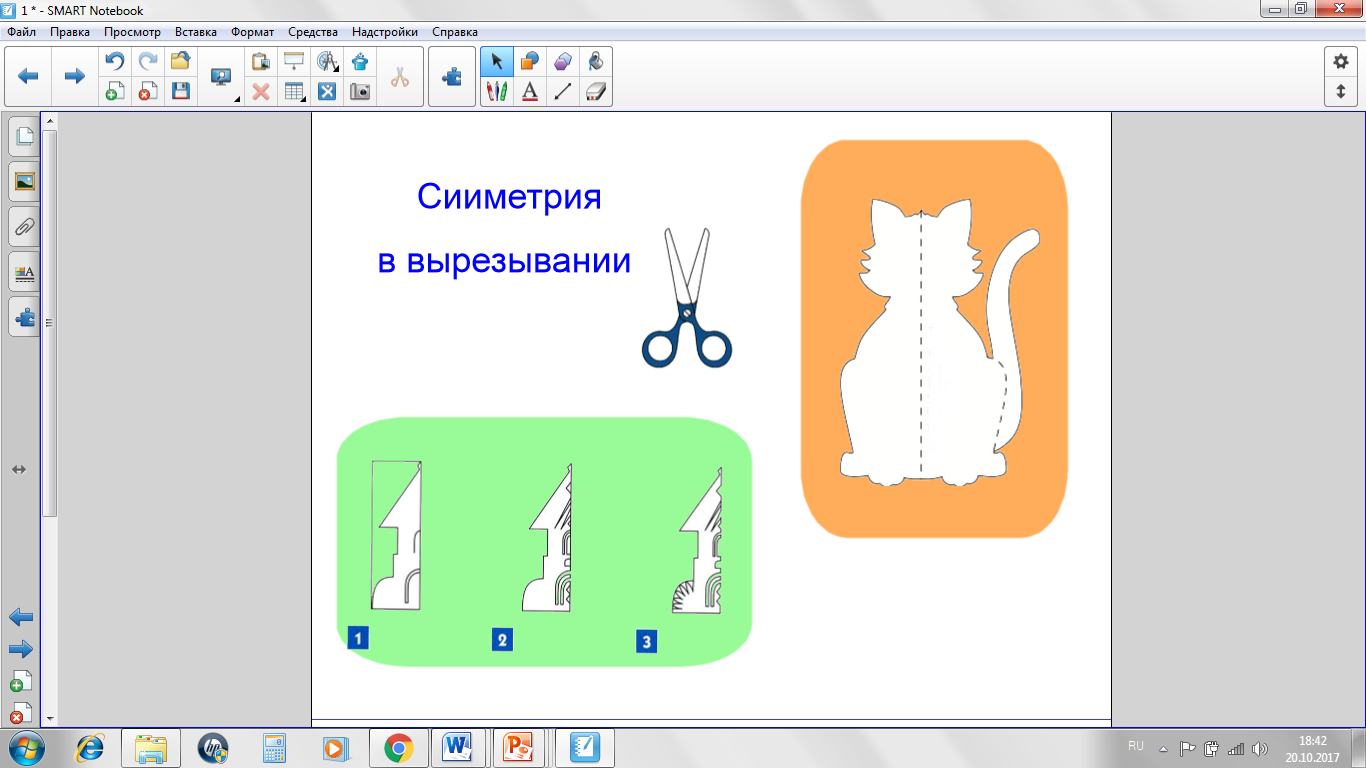 1 * - SMART Notebook
Файл Правка Просмотр Вставка Формат Средства Надстройки Справка
Сииметрия
в вырезывании
1 2 3
RU
18:42
20.10.2017